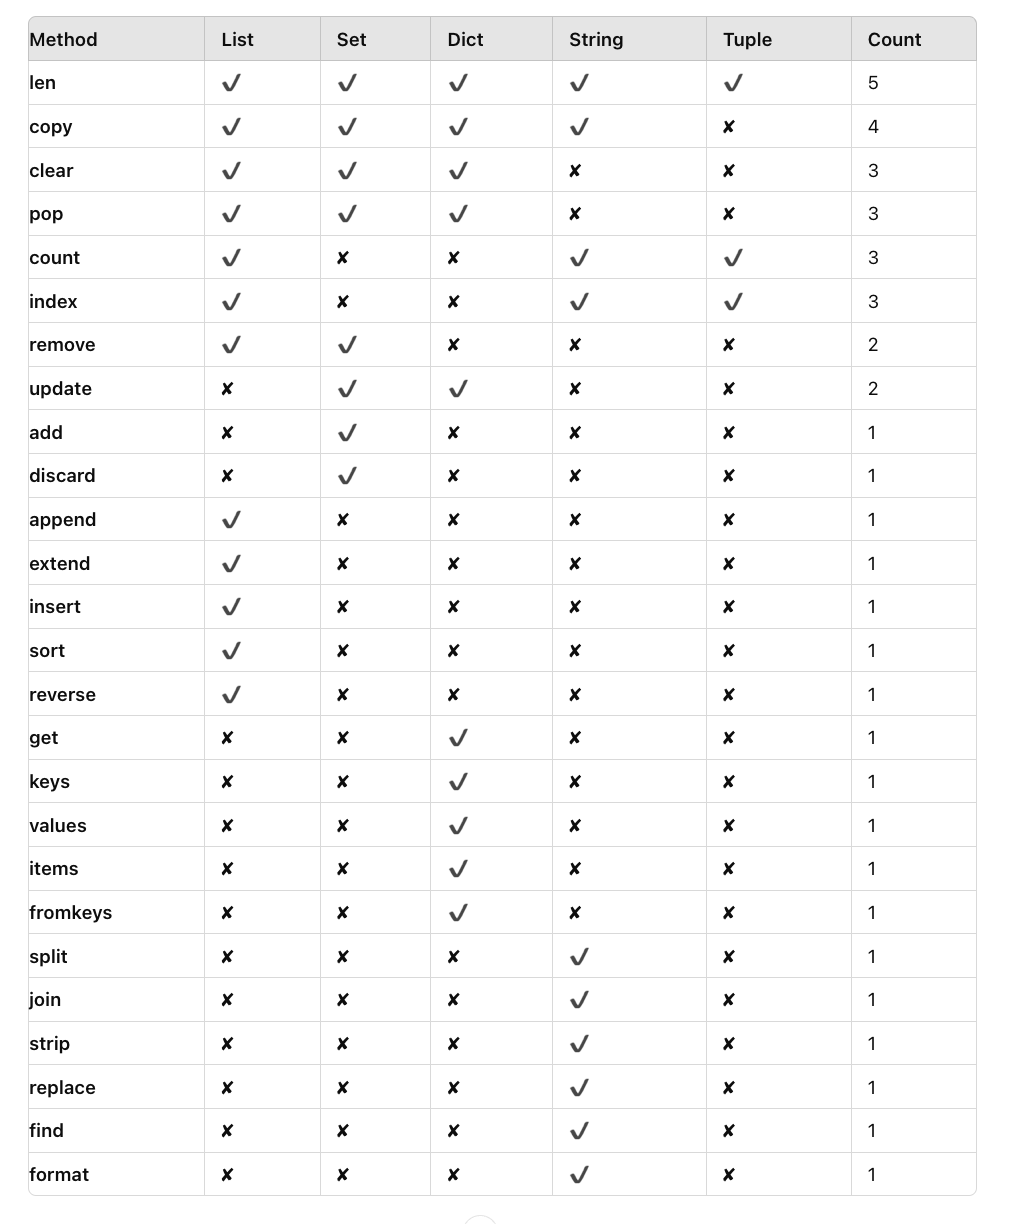 Method List Set Dict String Tuple Count
len ✔ ✔ ✔ ✔ ✔ 5
copy ✔ ✔ ✔ ✔ ✘ 4
clear ✔ ✔ ✔ ✘ ✘ 3
pop ✔ ✔ ✔ ✘ ✘ 3
count ✔ ✘ ✘ ✔ ✔ 3
index ✔ ✘ ✘ ✔ ✔ 3
remove ✔ ✔ ✘ ✘ ✘ 2
update ✘ ✔ ✔ ✘ ✘ 2
add ✘ ✔ ✘ ✘ ✘ 1
discard ✘ ✔ ✘ ✘ ✘ 1
append ✔ ✘ ✘ ✘ ✘ 1
extend ✔ ✘ ✘ ✘ ✘ 1
insert ✔ ✘ ✘ ✘ ✘ 1
sort ✔ ✘ ✘ ✘ ✘ 1
reverse ✔ ✘ ✘ ✘ ✘ 1
get ✘ ✘ ✔ ✘ ✘ 1
keys ✘ ✘ ✔ ✘ ✘ 1
values ✘ ✘ ✔ ✘ ✘ 1
items ✘ ✘ ✔ ✘ ✘ 1
fromkeys ✘ ✘ ✔ ✘ ✘ 1
split ✘ ✘ ✘ ✔ ✘ 1
join ✘ ✘ ✘ ✔ ✘ 1
strip ✘ ✘ ✘ ✔ ✘ 1
replace ✘ ✘ ✘ ✔ ✘ 1
find ✘ ✘ ✘ ✔ ✘ 1
format ✘ ✘ ✘ ✔ ✘ 1